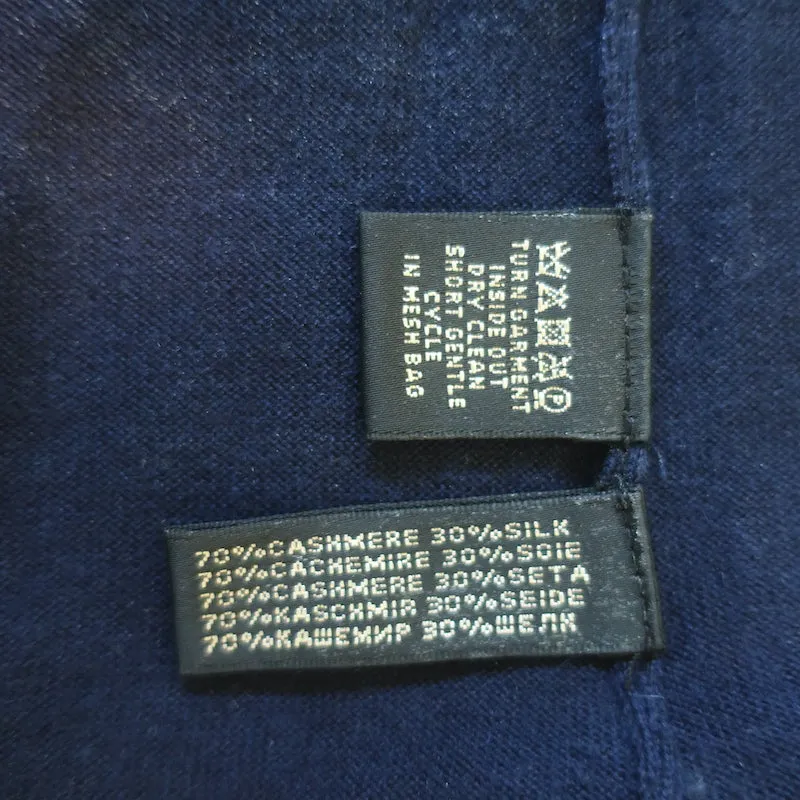 TURN GARMENT
INSIDE OUT
DRY CLEAN
SHORT GENTLE
CYCLE
IN MESH BAG
P
70%CASHMERE 30%SILK
70%CACHEMIRE 30%SOIE
70%CASHMERE 30%SETA
70%KASCHMIR 30%SEIDE
70%КАШЕМИР 30%ШЕЛК